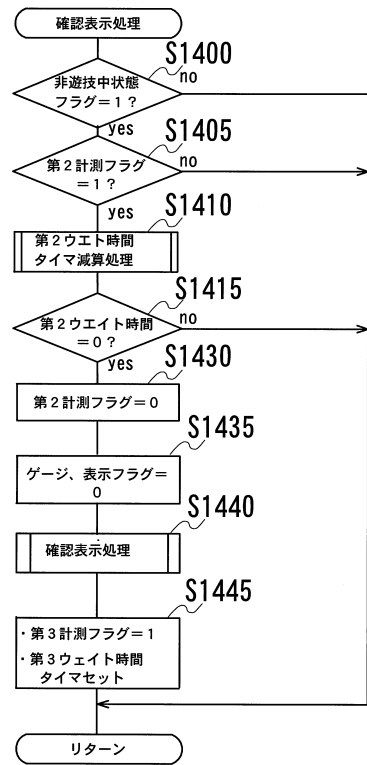 確認表示処理
S1400
非遊技中状態
フラグ=1?
no
yes
S1405
第2計測フラグ
=1?
no
yes
S1410
第2ウエト時間
タイマ減算処理
S1415
第2ウエイト時間
=0?
no
yes
S1430
第2計測フラグ=0
S1435
ゲージ、表示フラグ=
0
S1440
確認表示処理
S1445
・第3計測フラグ=1
・第3ウェイト時間
タイマセット
リターン